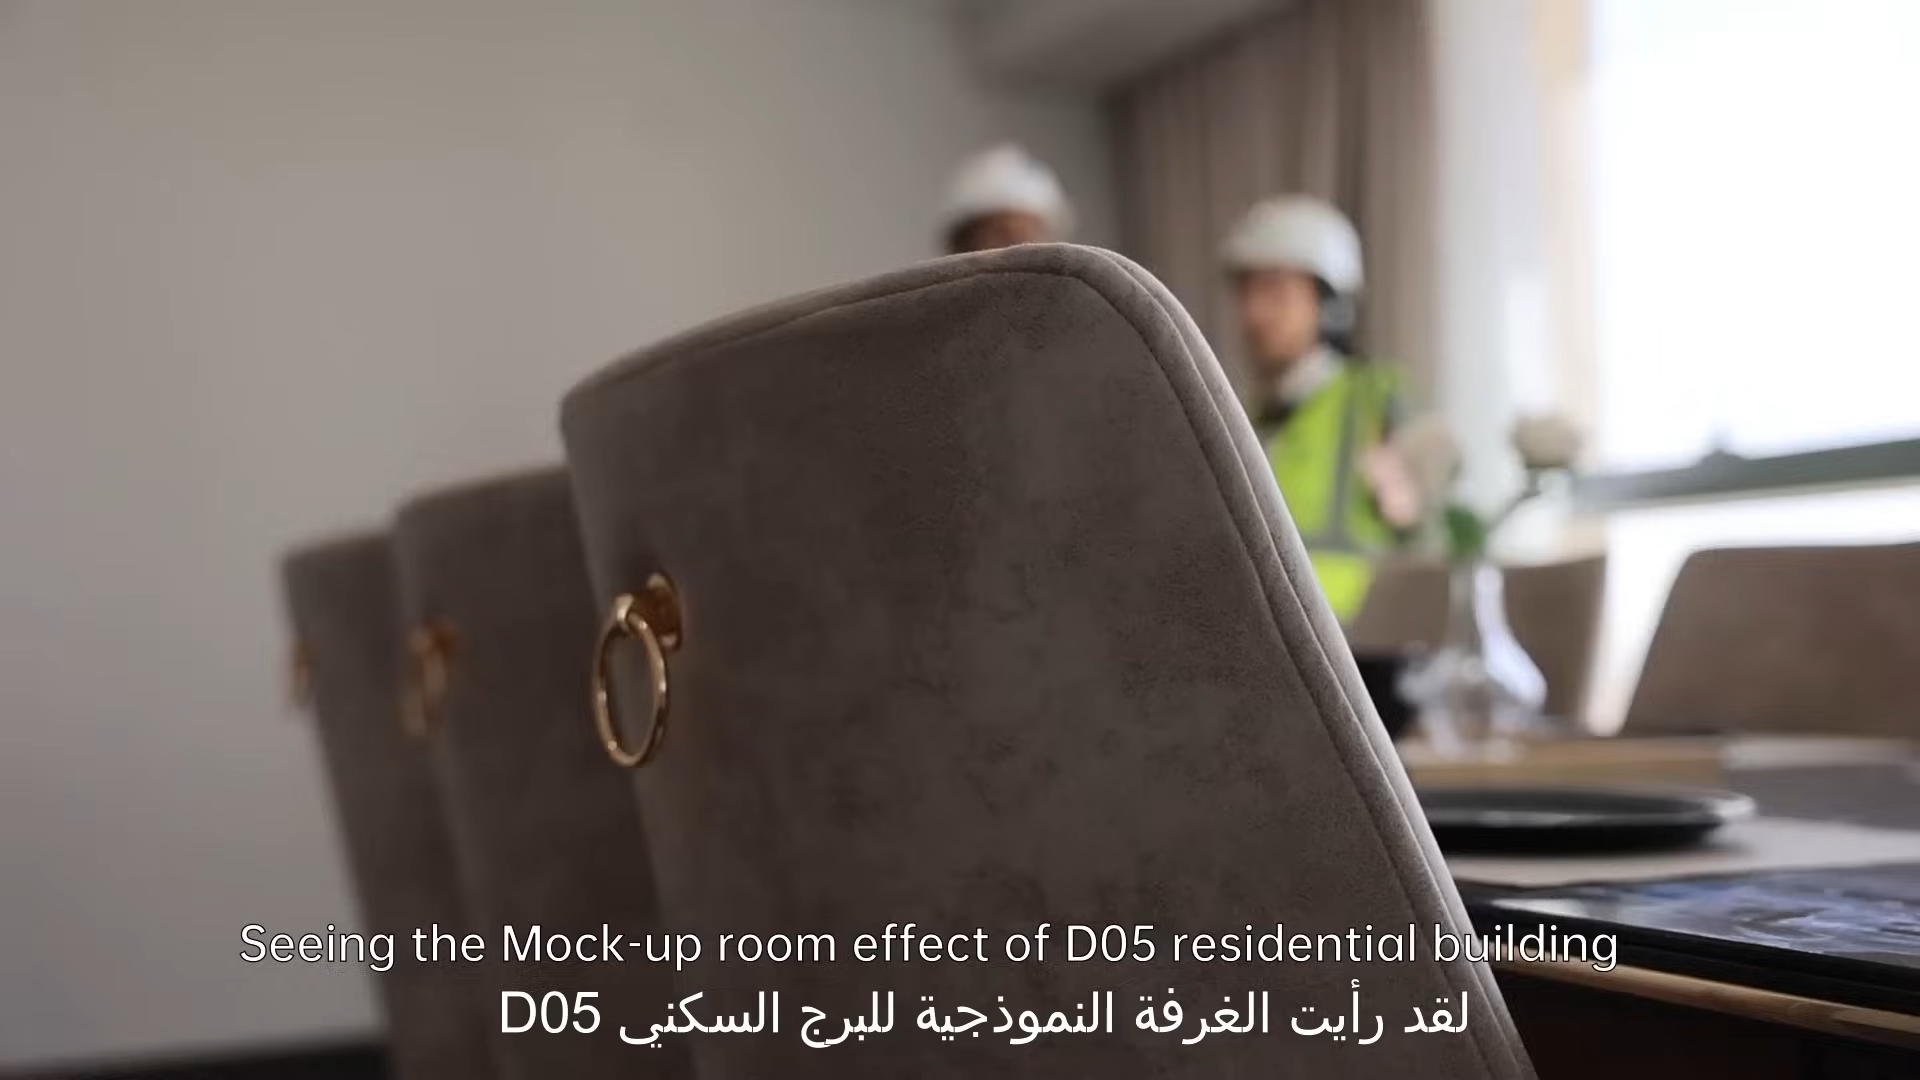 Seeing the Mock-up room effect of D05 residential building
لقد رأيت الغرفة النموذجية للبرج السكني D05